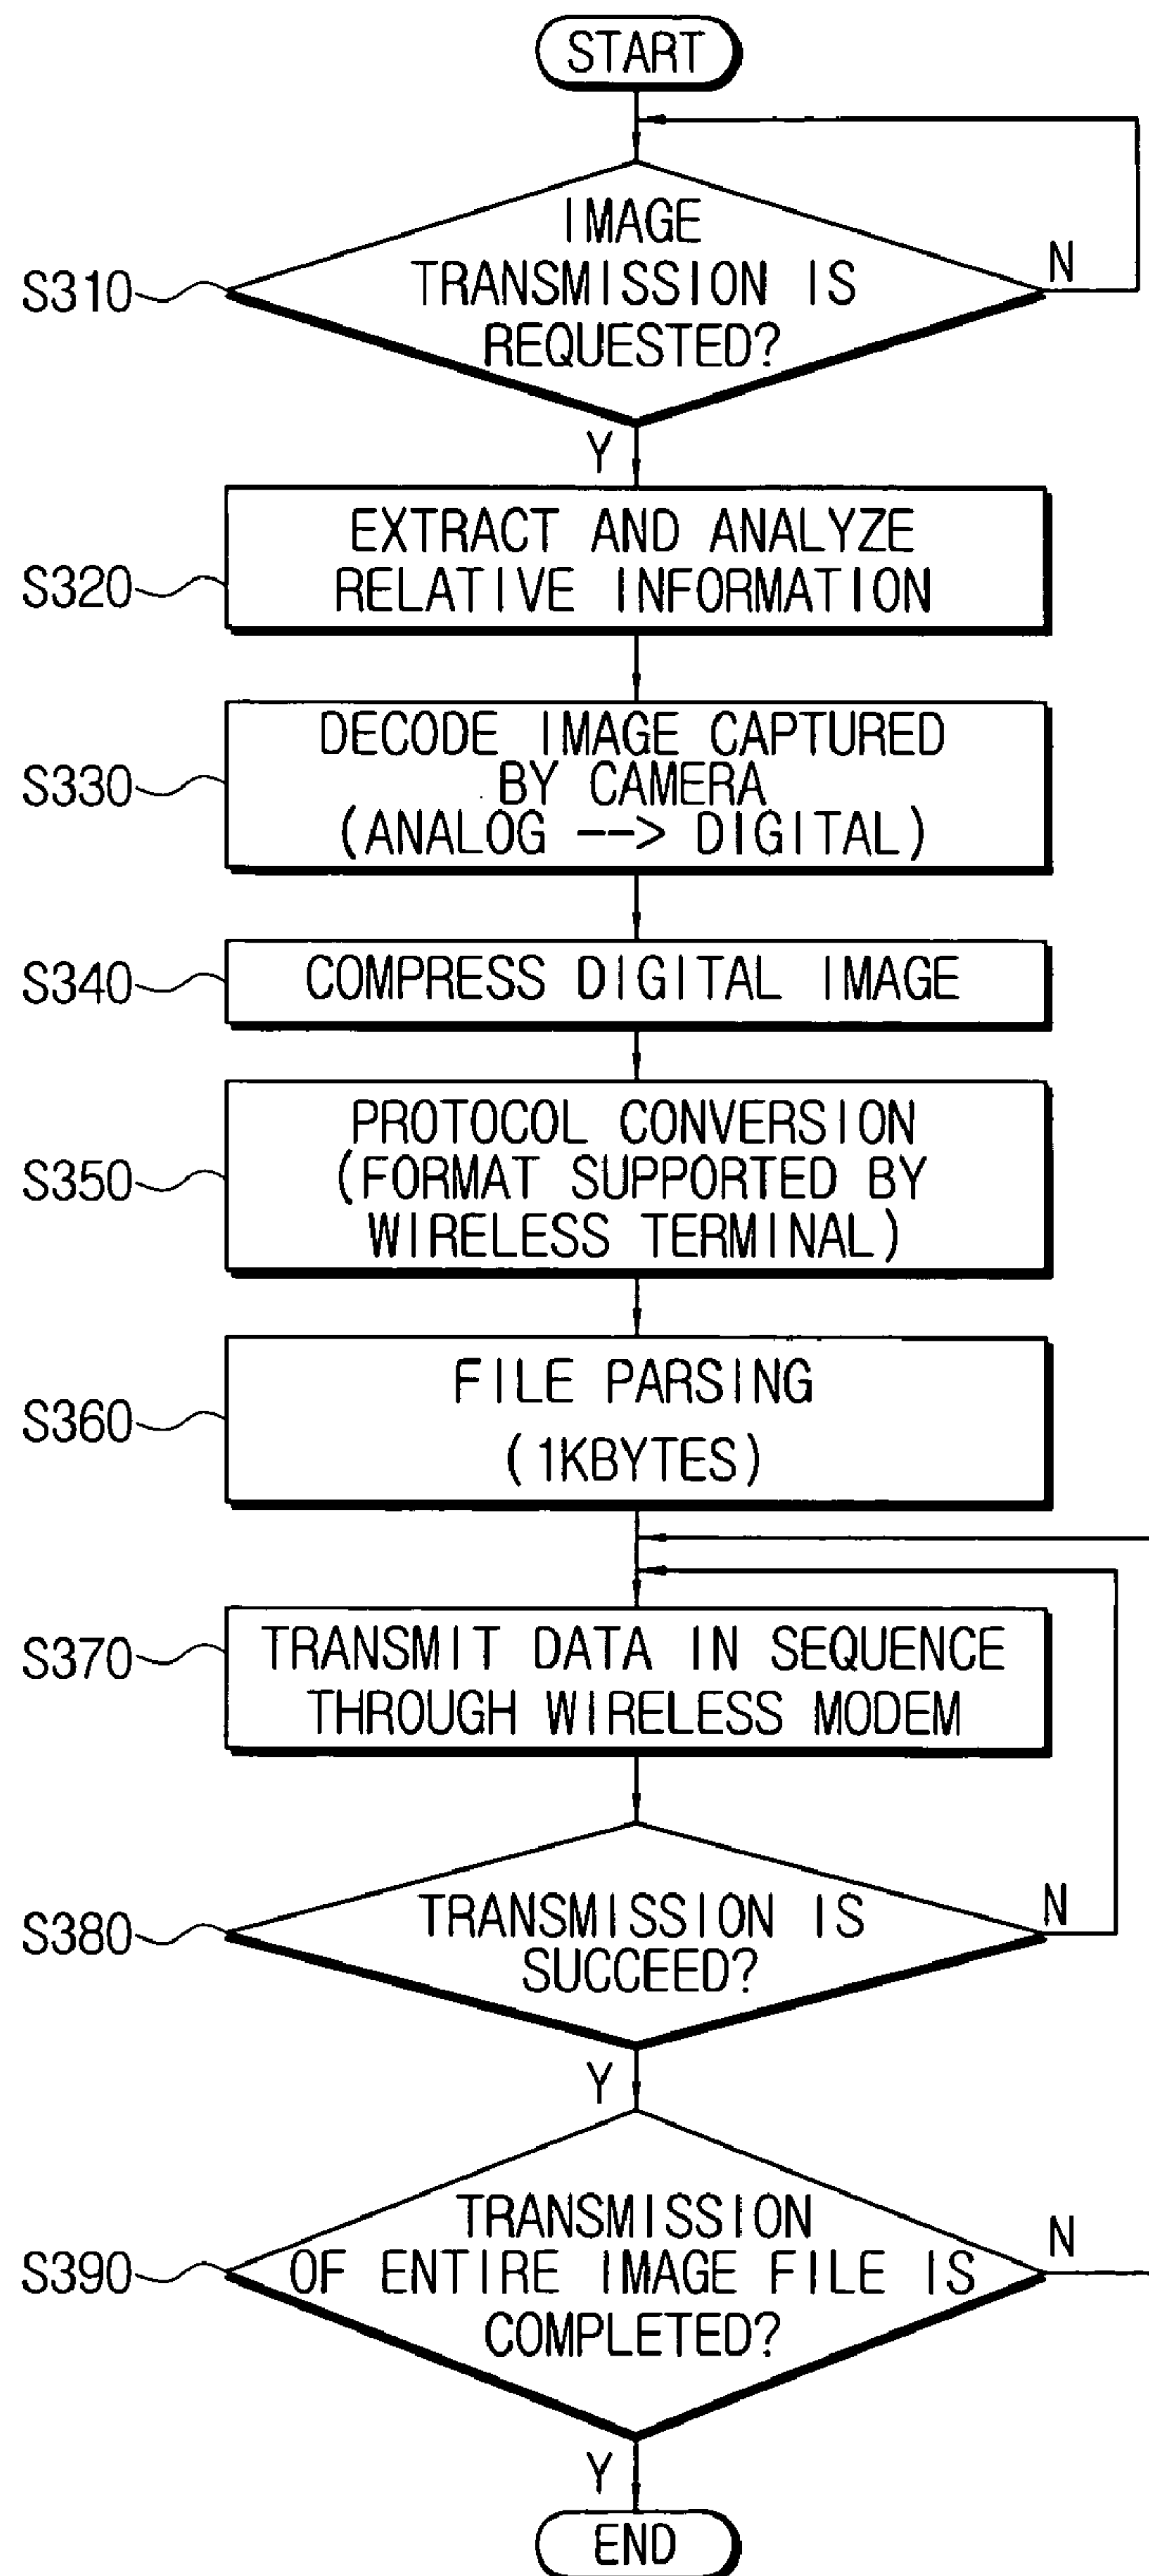 START
IMAGE
TRANSMISSION IS
REQUESTED?
N
S310
Y
EXTRACT AND ANALYZE
RELATIVE INFORMATION
S320
DECODE IMAGE CAPTURED
BY CAMERA
(ANALOG --> DIGITAL)
S330
COMPRESS DIGITAL IMAGE
S340
PROTOCOL CONVERSION
(FORMAT SUPPORTED BY
WIRELESS TERMINAL)
S350
FILE PARSING
(1KBYTES)
S360
TRANSMIT DATA IN SEQUENCE
THROUGH WIRELESS MODEM
S370
TRANSMISSION IS
SUCCEED?
N
S380
Y
TRANSMISSION
OF ENTIRE IMAGE FILE IS
COMPLETED?
N
S390
Y
END